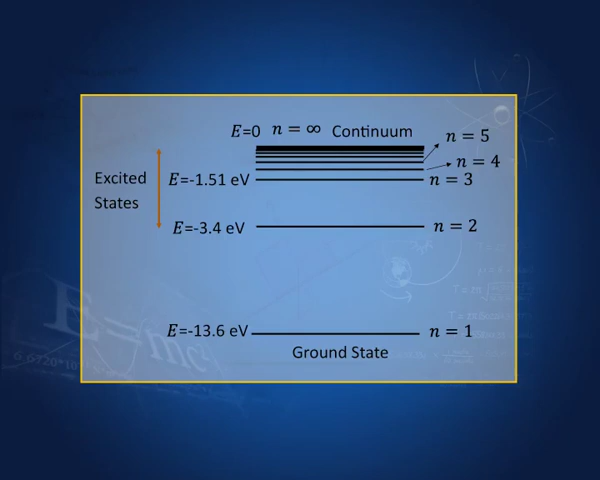 E=0 n = ∞ Continuum
n = 5
n = 4
Excited
States
E=-1.51 eV
n = 3
E=-3.4 eV
n = 2
E=-13.6 eV
n = 1
Ground State
E=mc²